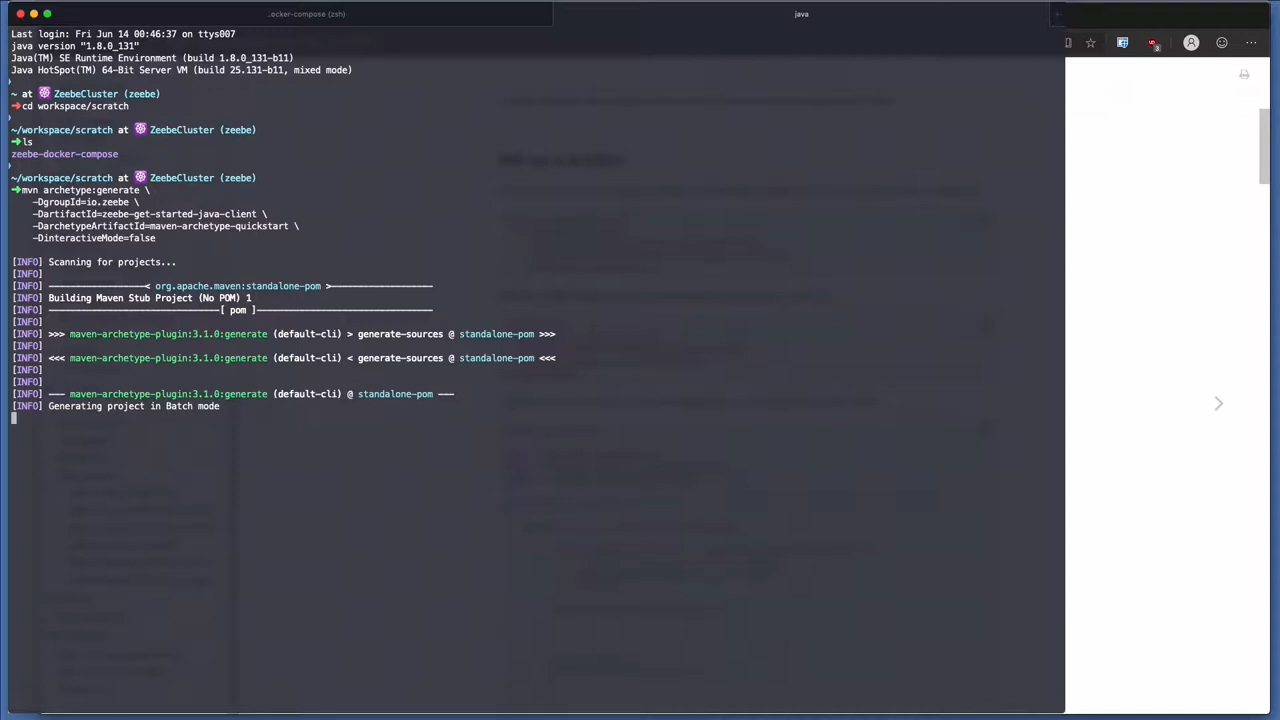 ..ocker-compose (zsh)
java
Last login: Fri Jun 14 00:46:37 on ttys007
java version "1.8.0_131"
Java(TM) SE Runtime Environment (build 1.8.0_131-b11)
Java HotSpot(TM) 64-Bit Server VM (build 25.131-b11, mixed mode)
~ at ZeebeCluster (zeebe)
➜cd workspace/scratch
~/workspace/scratch at ZeebeCluster (zeebe)
➜ls
zeebe-docker-compose
~/workspace/scratch at ZeebeCluster (zeebe)
➜mvn archetype:generate \
-DgroupId=io.zeebe \
-DartifactId=zeebe-get-started-java-client \
-DarchetypeArtifactId=maven-archetype-quickstart \
-DinteractiveMode=false
[INFO] Scanning for projects...
[INFO]
[INFO] ------------------< org.apache.maven:standalone-pom >-------------------
[INFO] Building Maven Stub Project (No POM) 1
[INFO] --------------------------------[ pom ]---------------------------------
[INFO]
[INFO] >>> maven-archetype-plugin:3.1.0:generate (default-cli) > generate-sources @ standalone-pom >>>
[INFO]
[INFO] <<< maven-archetype-plugin:3.1.0:generate (default-cli) < generate-sources @ standalone-pom <<<
[INFO]
[INFO]
[INFO] --- maven-archetype-plugin:3.1.0:generate (default-cli) @ standalone-pom ---
[INFO] Generating project in Batch mode